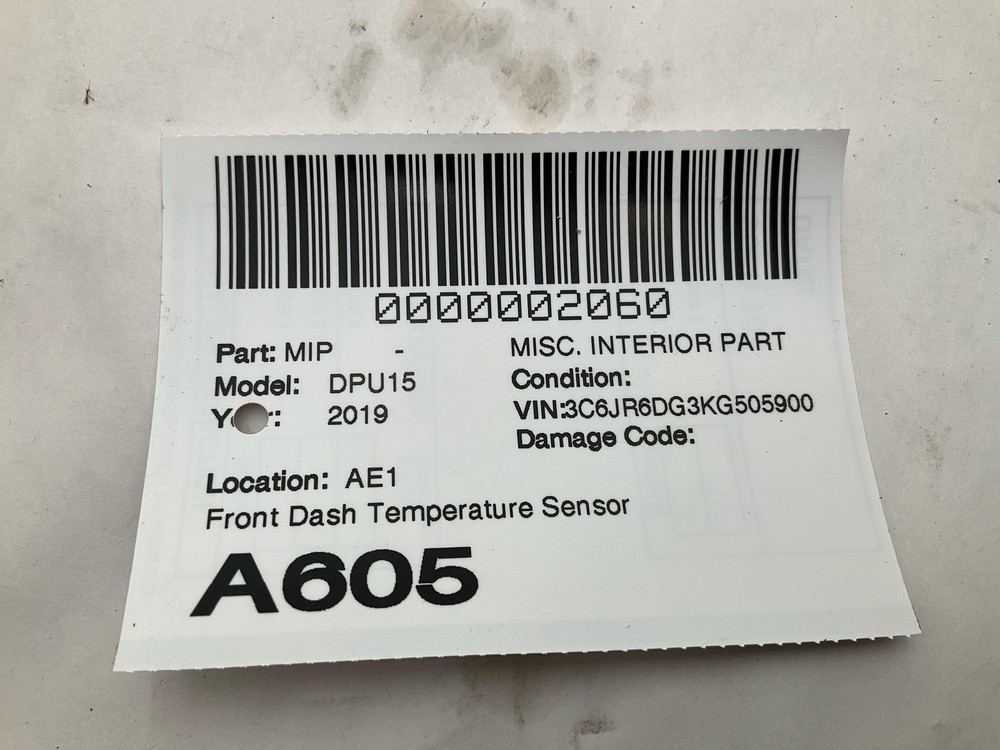 0000002060
Part: MIP - MISC. INTERIOR PART
Model: DPU15 Condition:
2019 VIN:3C6JR6DG3KG505900
Damage Code:
Location: AE1
Front Dash Temperature Sensor
A605